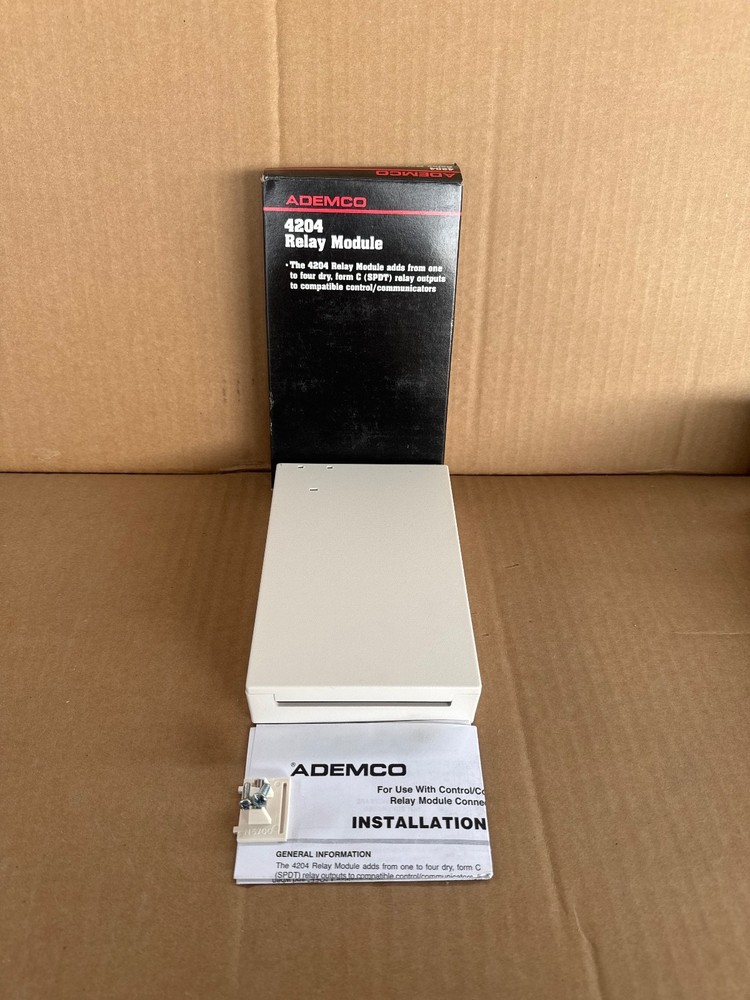 ADEMCO
4204
ADEMCO
4204
Relay Module
• The 4204 Relay Module adds from one
to four dry, form C (SPDT) relay outputs
to compatible control/communicators
ADEMCO
For Use With Control/Co
Relay Module Conne
INSTALLATION
GENERAL INFORMATION
The 4204 Relay Module adds from one to four dry, form C
(SPDT) relay outputs to compatible control/communicators